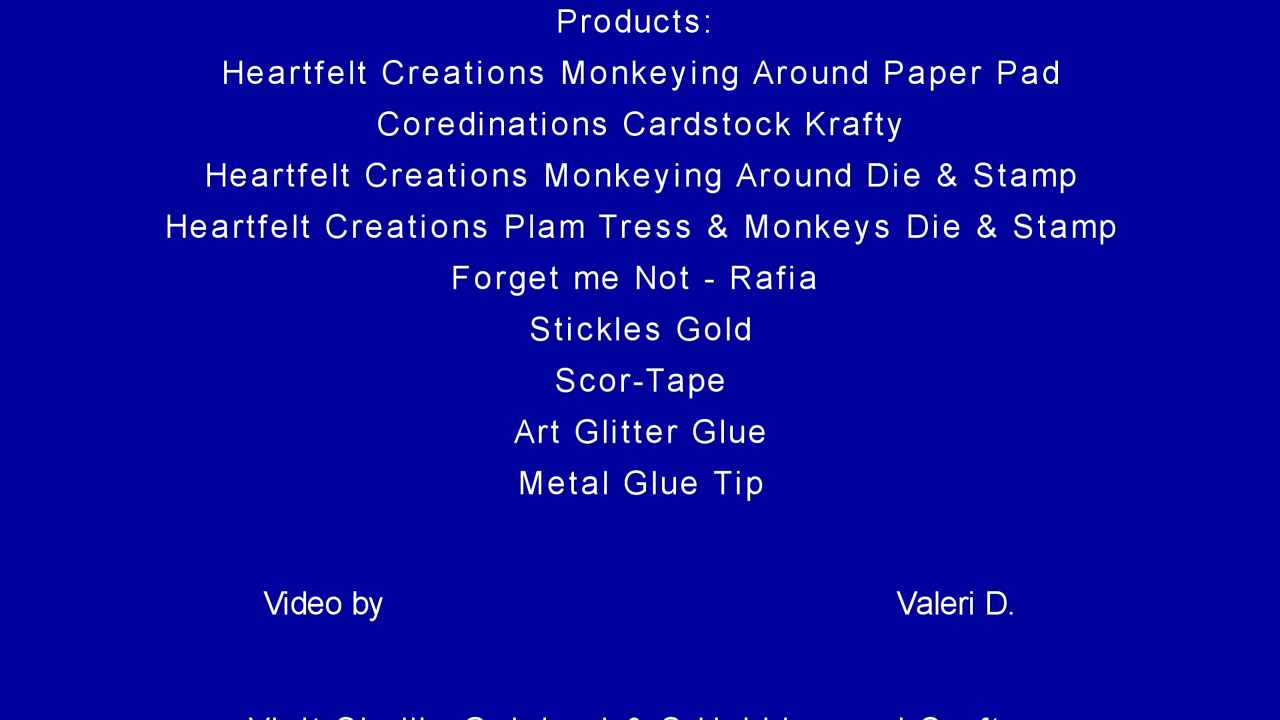 Products:
Heartfelt Creations Monkeying Around Paper Pad
Coredinations Cardstock Krafty
Heartfelt Creations Monkeying Around Die & Stamp
Heartfelt Creations Plam Tress & Monkeys Die & Stamp
Forget me Not - Rafia
Stickles Gold
Scor-Tape
Art Glitter Glue
Metal Glue Tip
Video by Valeri D.